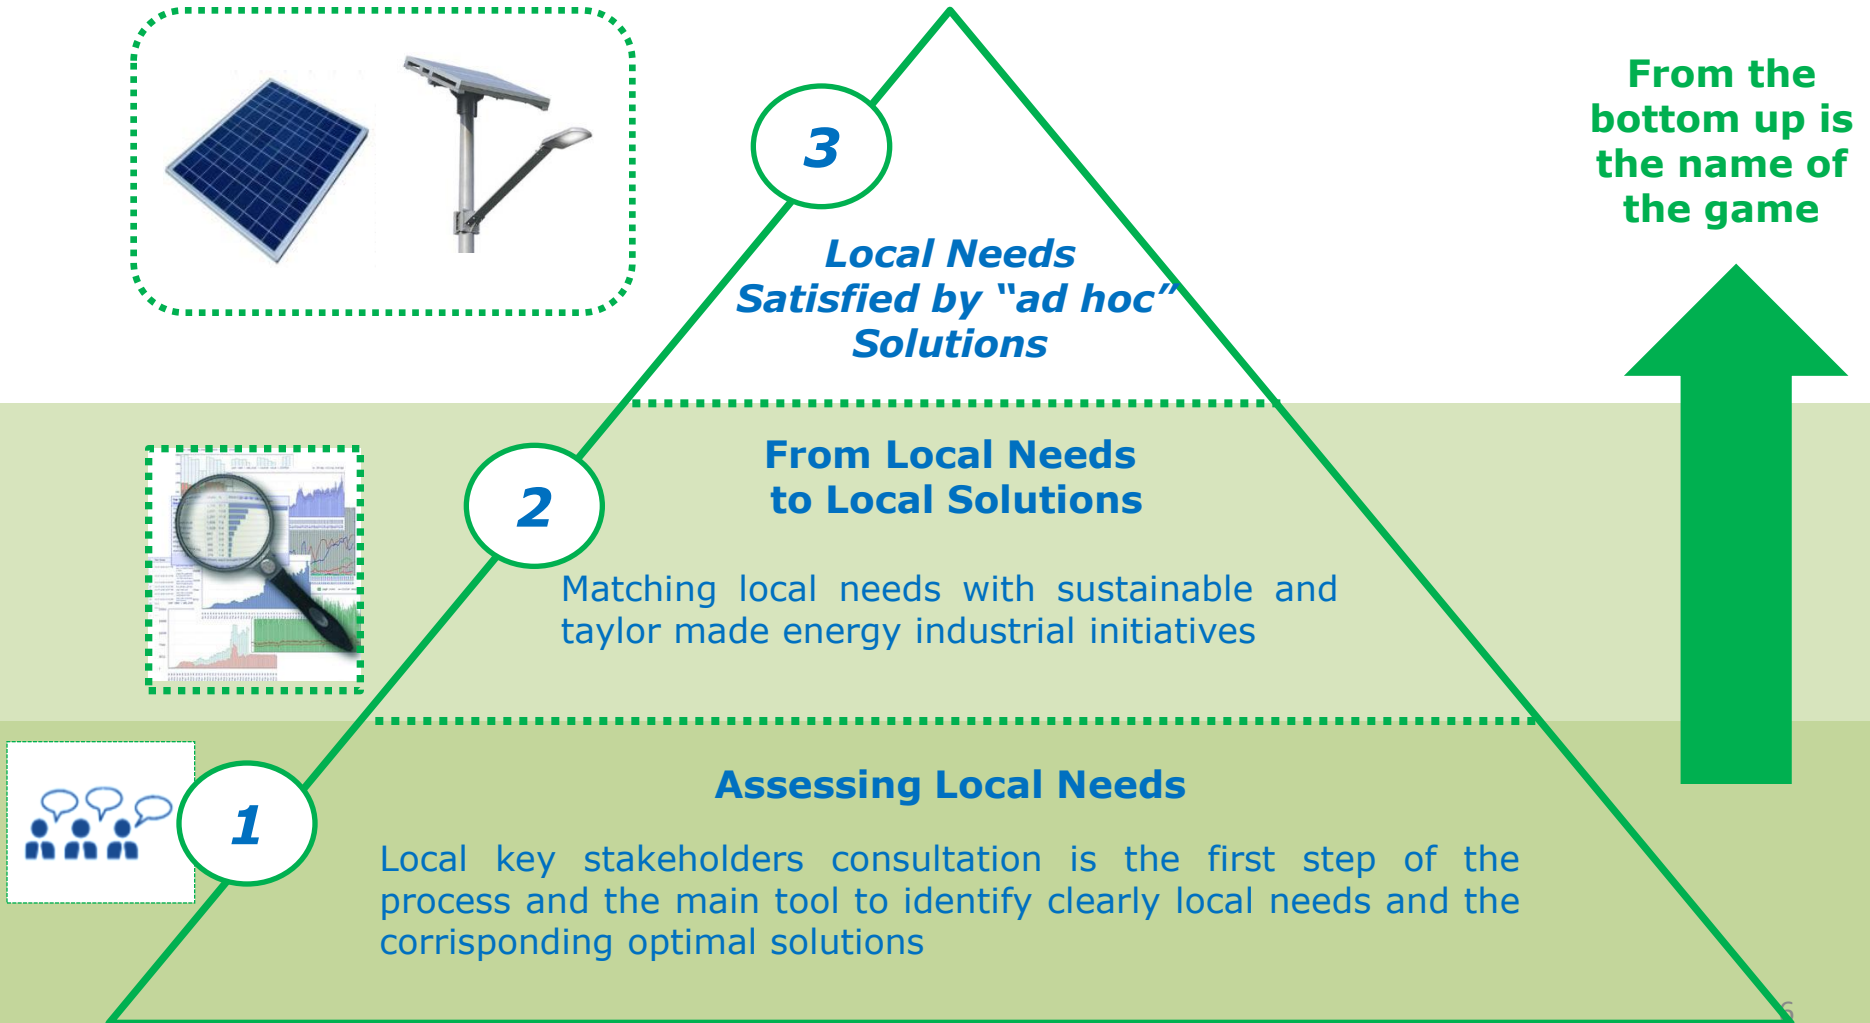 From the
bottom up is
the name of
the game
3
Local Needs
Satisfied by “ad hoc”
Solutions
2
From Local Needs
to Local Solutions
Matching local needs with sustainable and
taylor made energy industrial initiatives
1
Assessing Local Needs
Local key stakeholders consultation is the first step of the
process and the main tool to identify clearly local needs and the
corrisponding optimal solutions
6